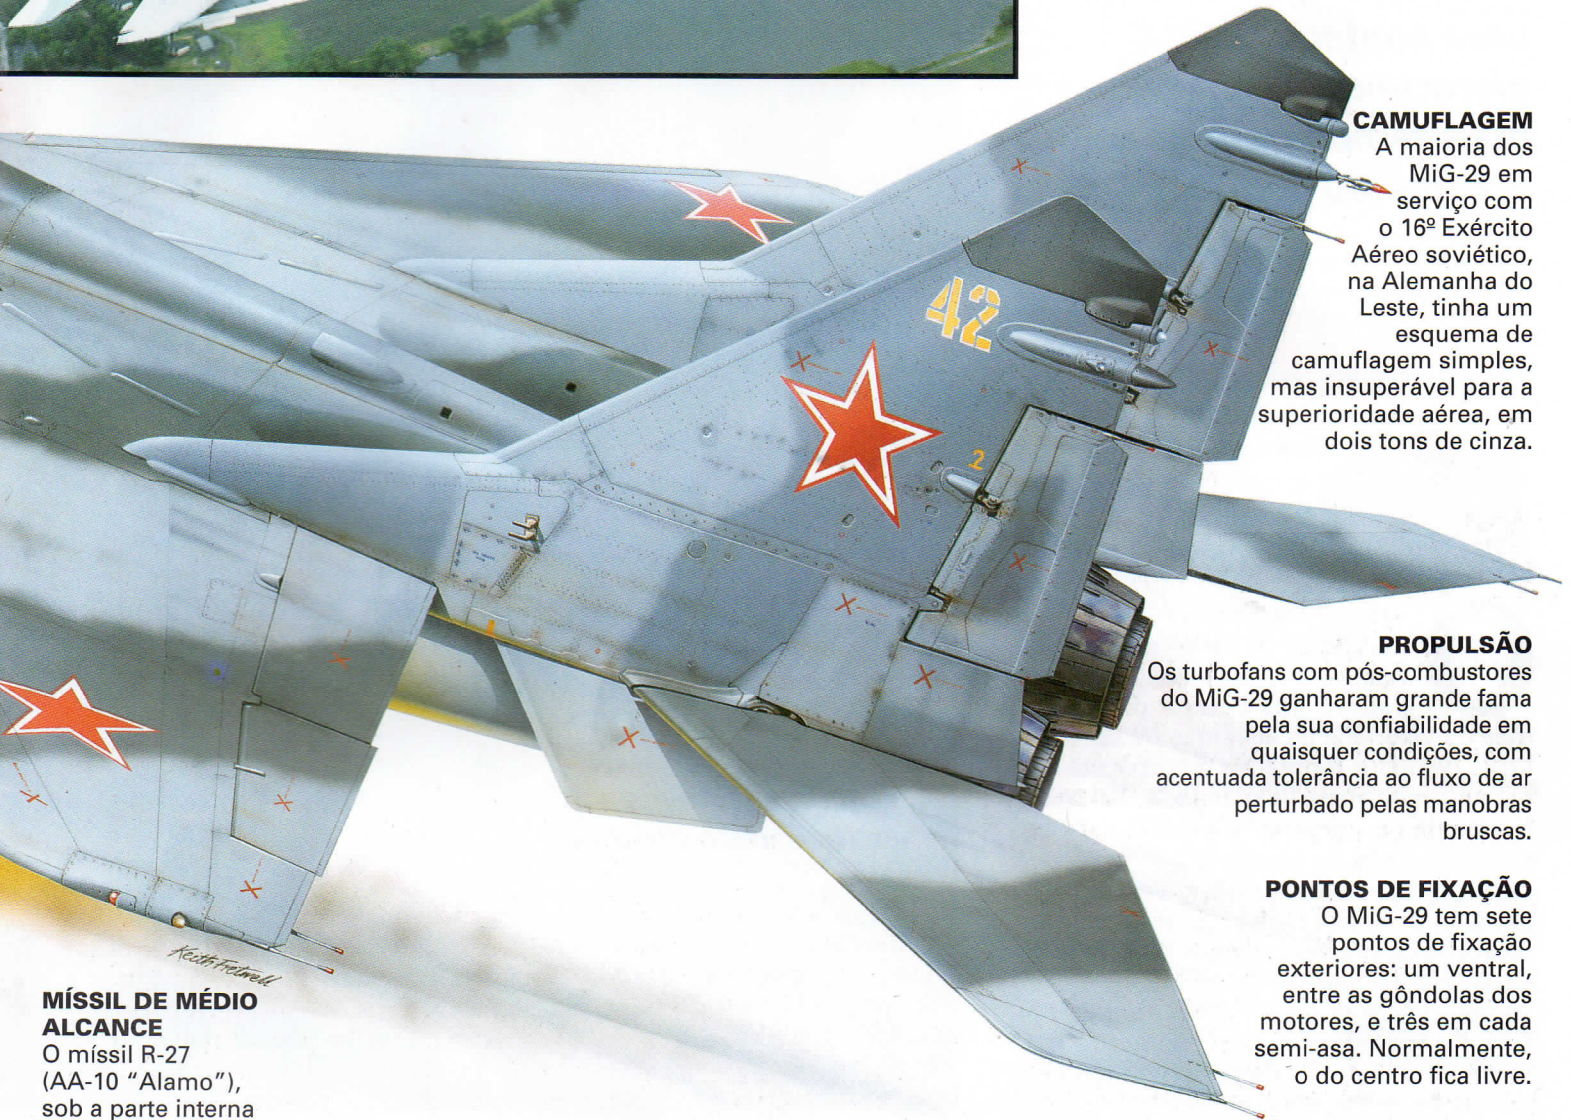 CAMUFLAGEM
A maioria dos
MiG-29 em
serviço com
o 16º Exército
Aéreo soviético,
na Alemanha do
Leste, tinha um
esquema de
camuflagem simples,
mas insuperável para a
superioridade aérea, em
dois tons de cinza.
42
2
PROPULSÃO
Os turbofans com pós-combustores
do MiG-29 ganharam grande fama
pela sua confiabilidade em
quaisquer condições, com
acentuada tolerância ao fluxo de ar
perturbado pelas manobras
bruscas.
PONTOS DE FIXAÇÃO
O MiG-29 tem sete
pontos de fixação
exteriores: um ventral,
entre as gôndolas dos
motores, e três em cada
semi-asa. Normalmente,
o do centro fica livre.
Keith Fretwell
MÍSSIL DE MÉDIO
ALCANCE
O míssil R-27
(AA-10 “Alamo”),
sob a parte interna